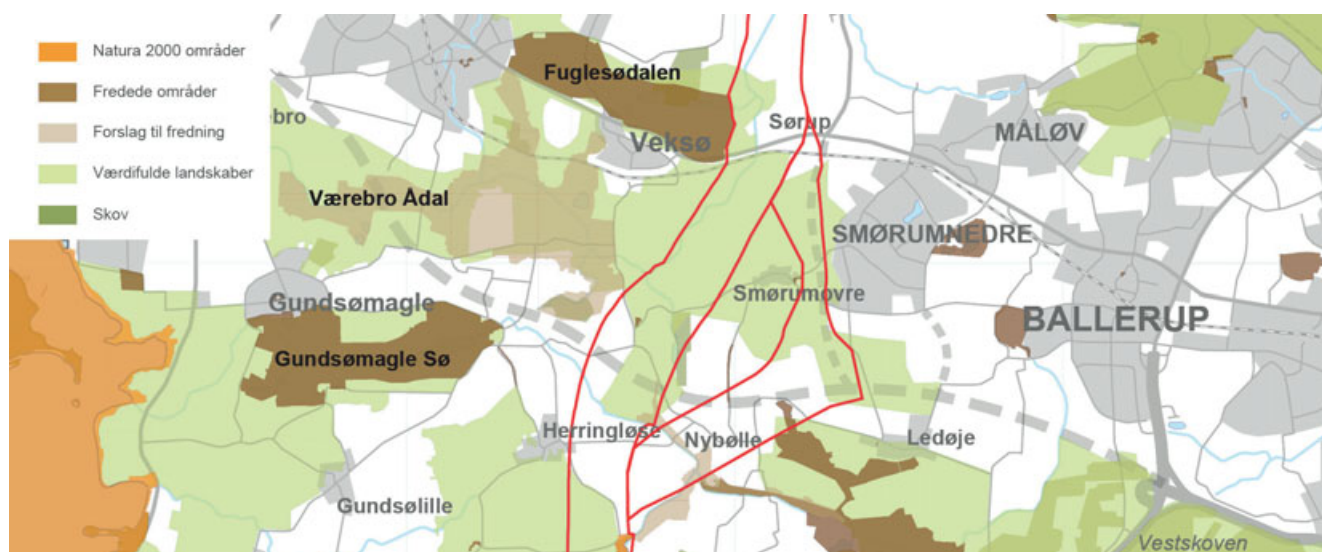 Natura 2000 områder
Fredede områder
Forslag til fredning
Værdifulde landskaber
Skov
Fuglesødalen
bro
Veksø
Sørup
MÅLØV
Værebro Ådal
SMØRUMNEDRE
Gundsømagle
Smørumovre
BALLERUP
Gundsømagle Sø
Herringløse
Nybølle
Ledøje
Gundsølille
Vestskoven